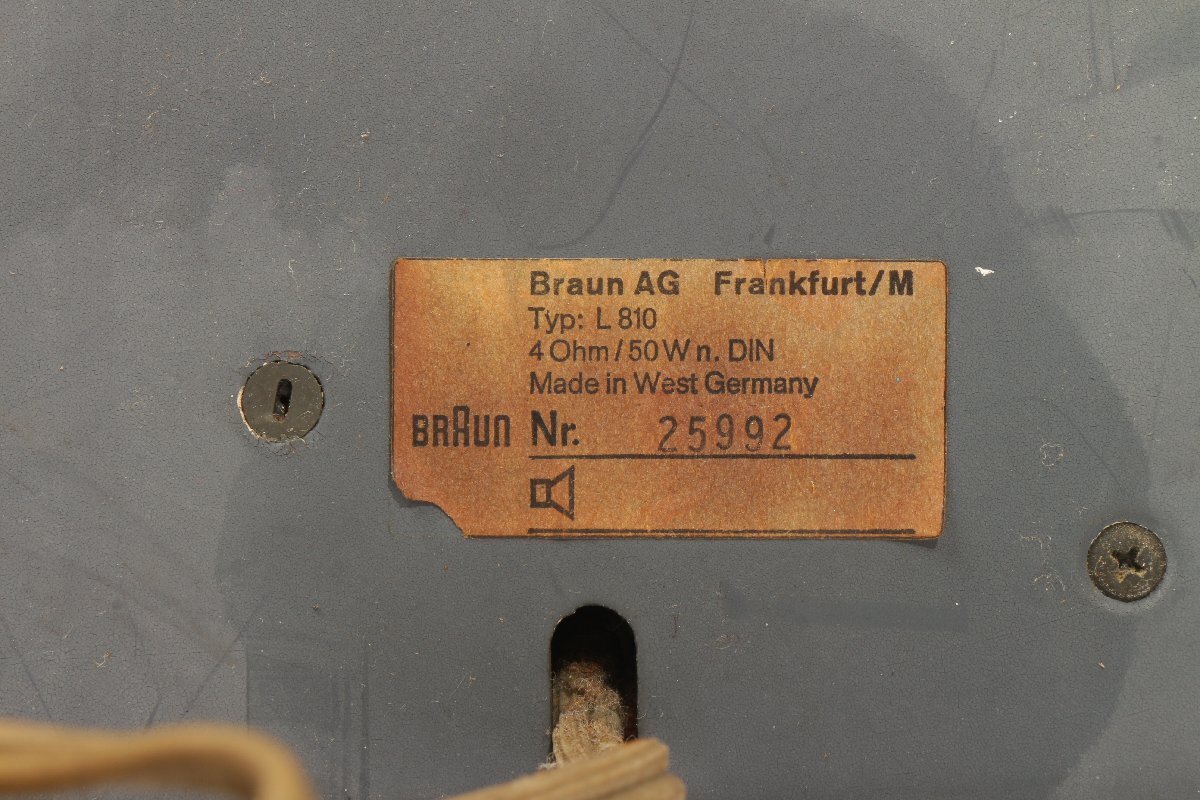 Braun AG Frankfurt/M
Typ: L 810
4 Ohm / 50 W n. DIN
Made in West Germany
BRAUN Nr. 25992